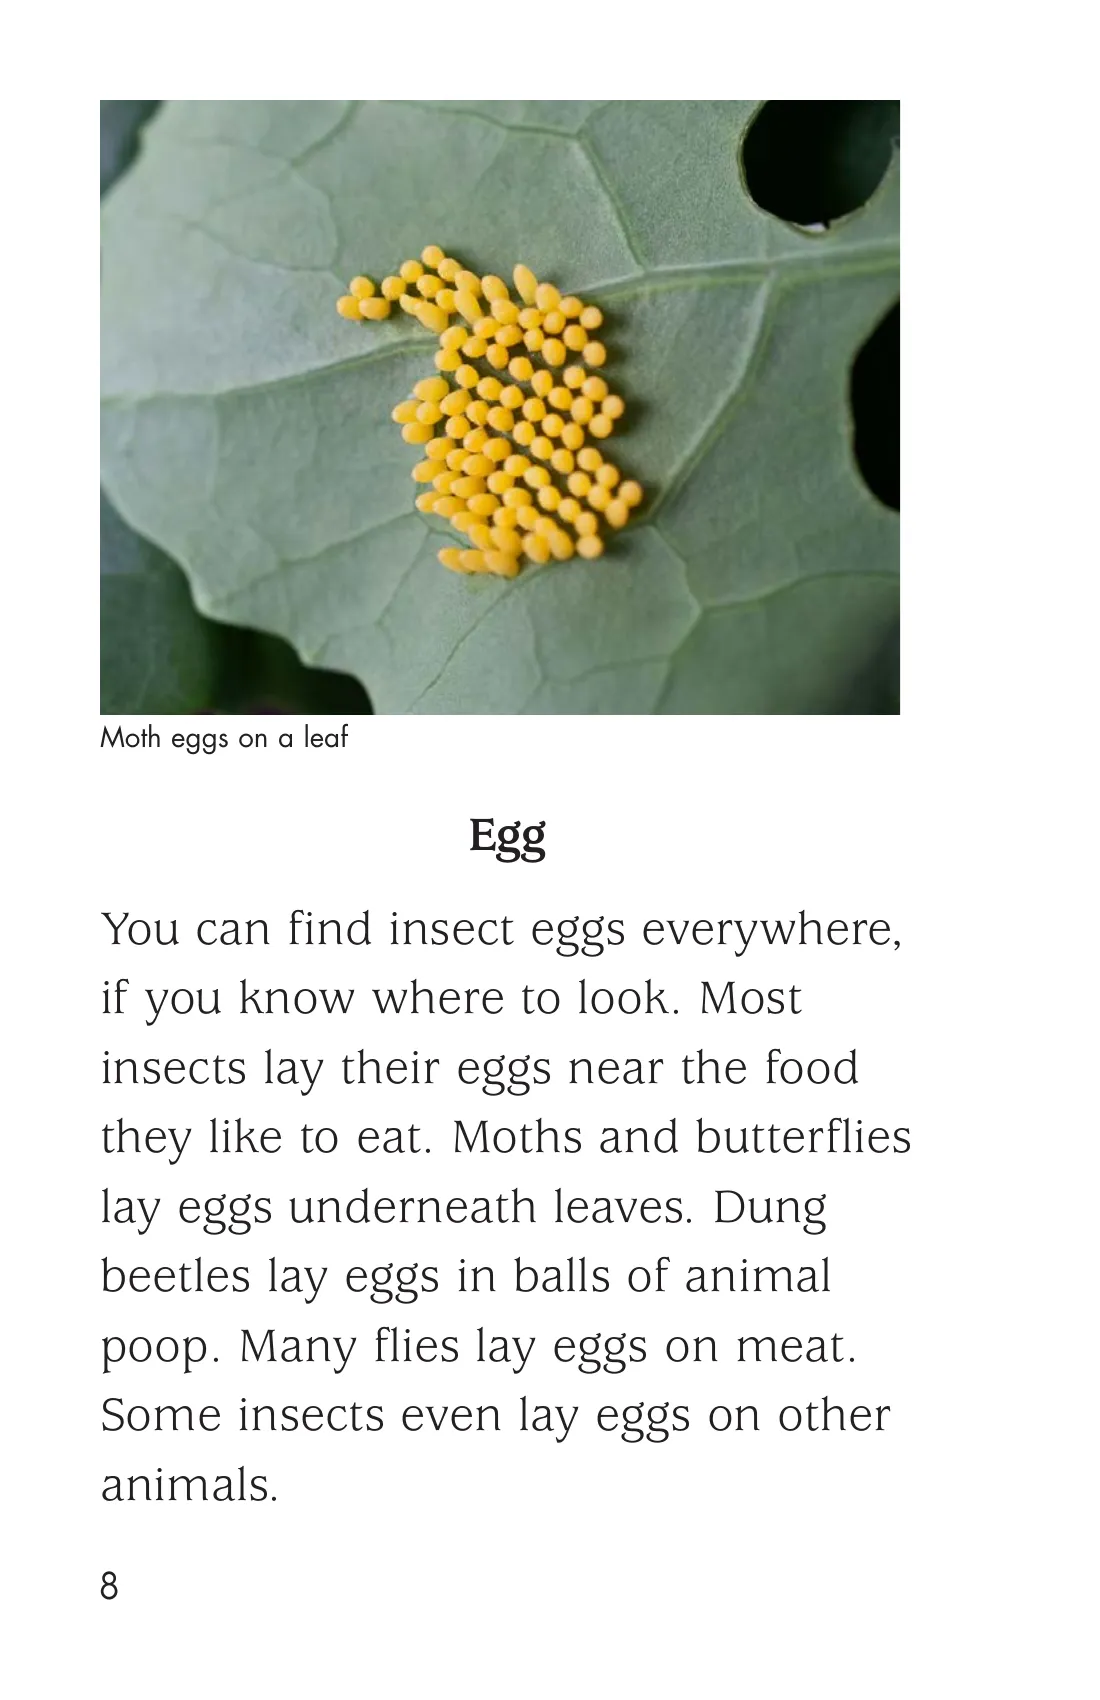 Moth eggs on a leaf
Egg
You can find insect eggs everywhere,
if you know where to look. Most
insects lay their eggs near the food
they like to eat. Moths and butterflies
lay eggs underneath leaves. Dung
beetles lay eggs in balls of animal
poop. Many flies lay eggs on meat.
Some insects even lay eggs on other
animals.
8